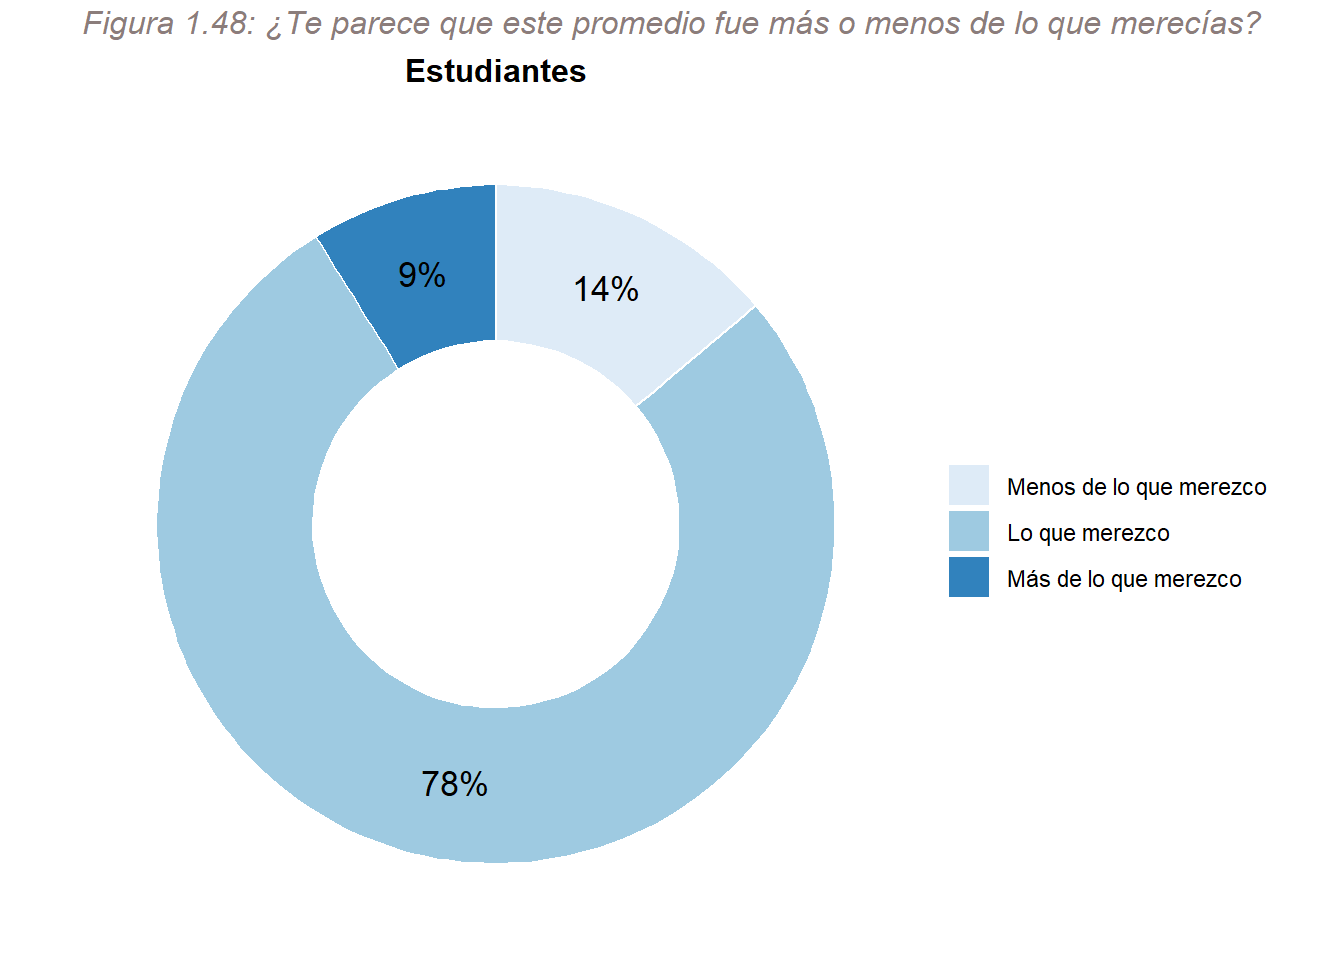 Figura 1.48: ¿Te parece que este promedio fue más o menos de lo que merecías?
Estudiantes
9%
14%
78%
Menos de lo que merezco
Lo que merezco
Más de lo que merezco